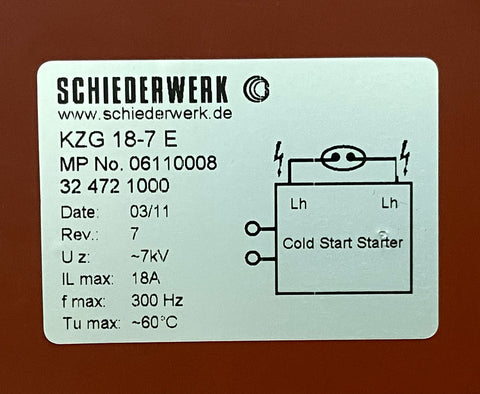 SCHIEDERWERK
www.schiederwerk.de
KZG 18-7 E
MP No. 06110008
32 472 1000
Date: 03/11
Rev.: 7
U z: ~7kV
IL max: 18A
f max: 300 Hz
Tu max: ~60°C
Lh Lh
Cold Start Starter